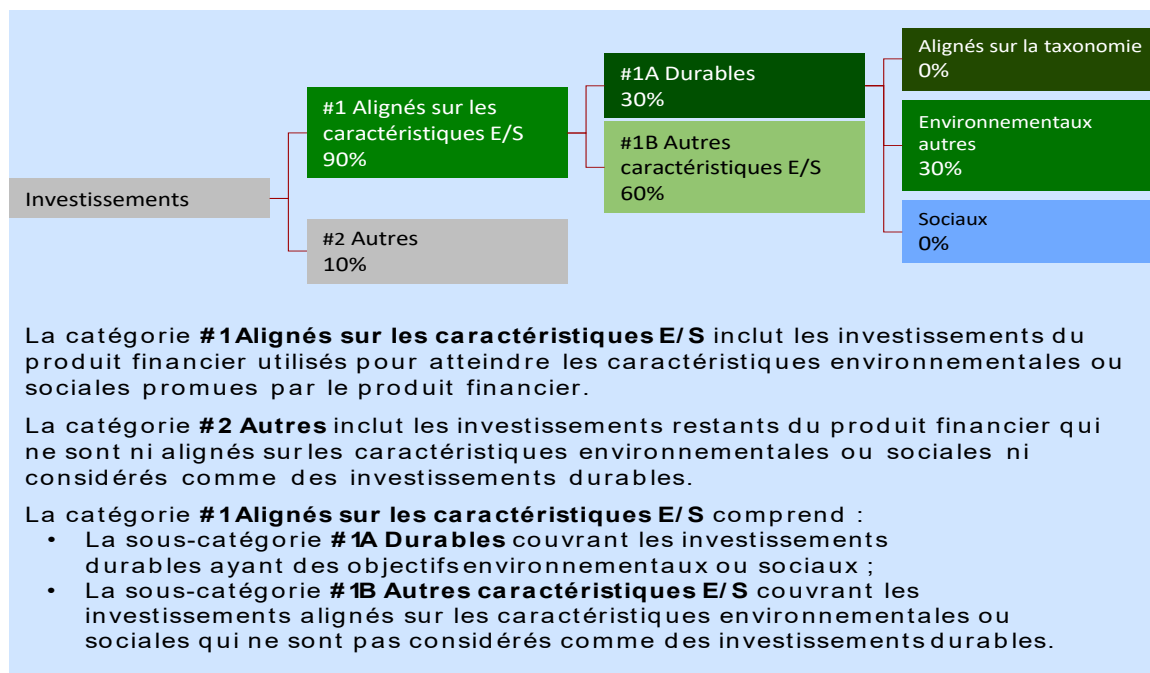 Investissements
#1 Alignés sur les
caractéristiques E/S
90%
#2 Autres
10%
#1A Durables
30%
#1B Autres
caractéristiques E/S
60%
Alignés sur la taxonomie
0%
Environnementaux
autres
30%
Sociaux
0%
La catégorie #1Alignés sur les caractéristiques E/S inclut les investissements du
produit financier utilisés pour atteindre les caractéristiques environnementales ou
sociales promues par le produit financier.
La catégorie #2 Autres inclut les investissements restants du produit financier qui
ne sont ni alignés sur les caractéristiques environnementales ou sociales ni
considérés comme des investissements durables.
La catégorie #1Alignés sur les caractéristiques E/S comprend :
• La sous-catégorie #1A Durables couvrant les investissements
durables ayant des objectifs environnementaux ou sociaux ;
• La sous-catégorie #1B Autres caractéristiques E/S couvrant les
investissements alignés sur les caractéristiques environnementales ou
sociales qui ne sont pas considérés comme des investissements durables.